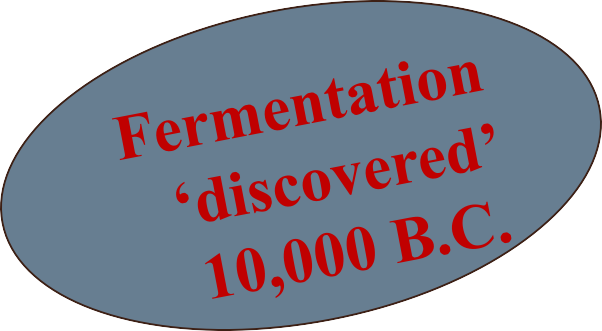 Fermentation
‘discovered’
10,000 B.C.